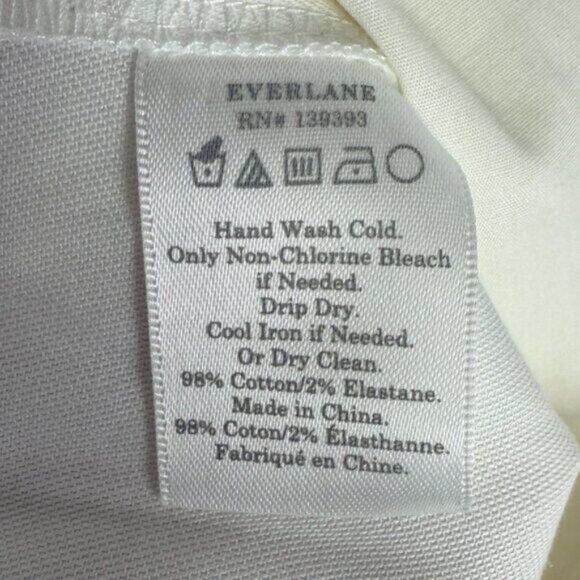 EVERLANE
RN# 139393
Hand Wash Cold.
Only Non-Chlorine Bleach
if Needed.
Drip Dry.
Cool Iron if Needed.
Or Dry Clean.
98% Cotton/2% Elastane.
Made in China.
98% Coton/2% Élasthanne.
Fabriqué en Chine.